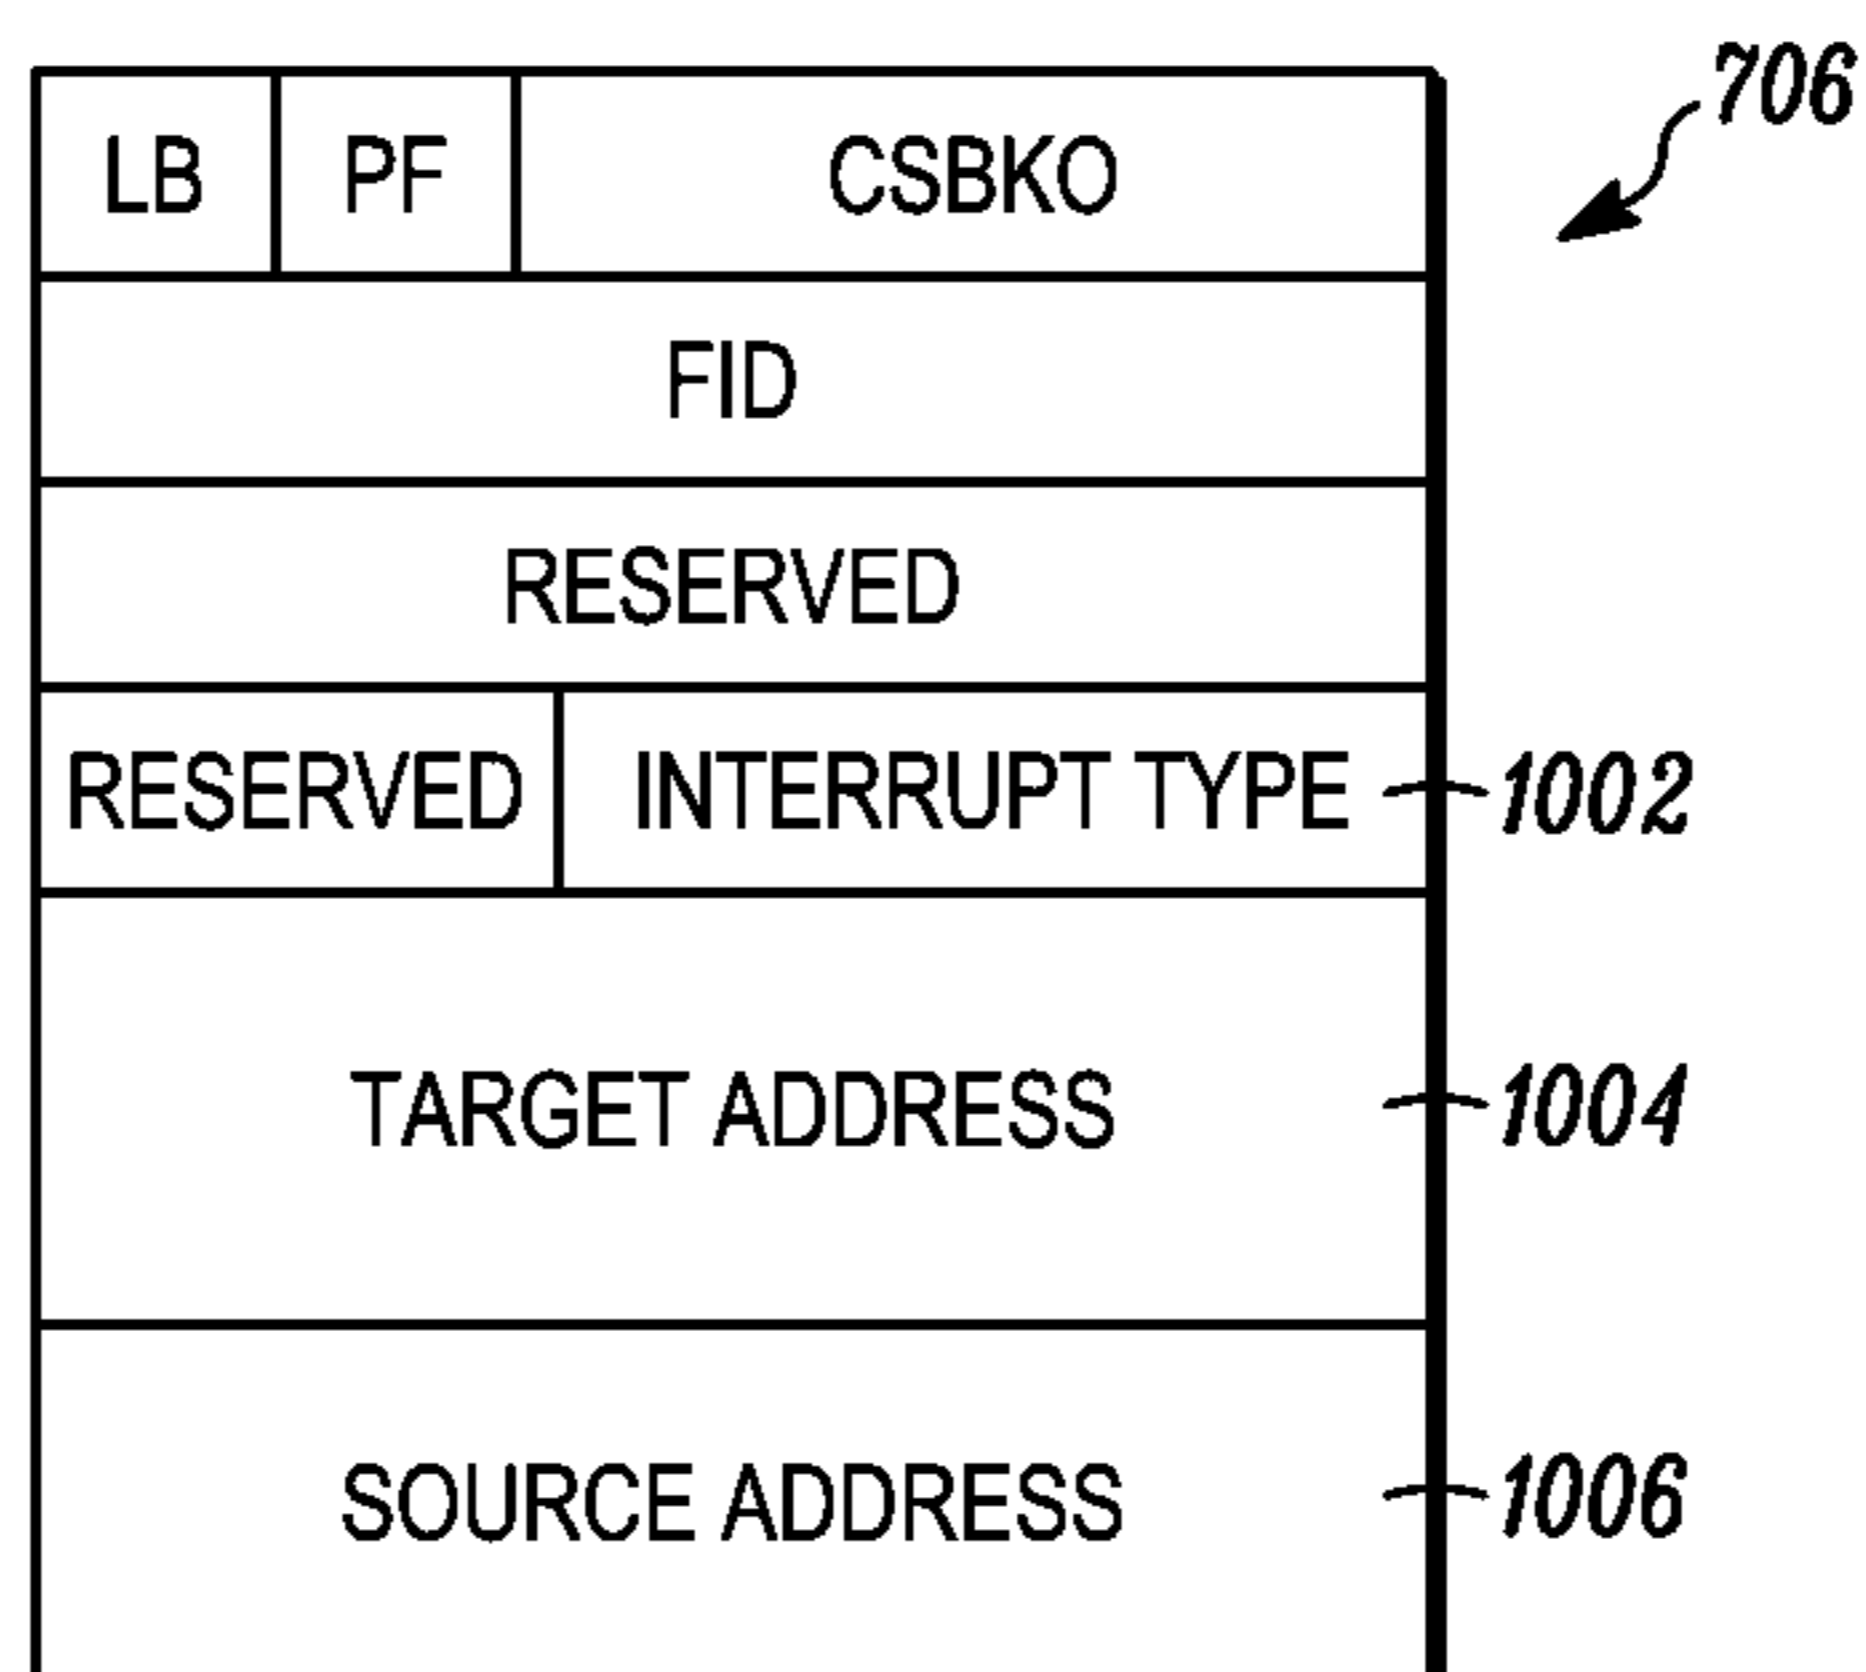 706
LB PF CSBKO
FID
RESERVED
RESERVED INTERRUPT TYPE 1002
TARGET ADDRESS 1004
SOURCE ADDRESS 1006